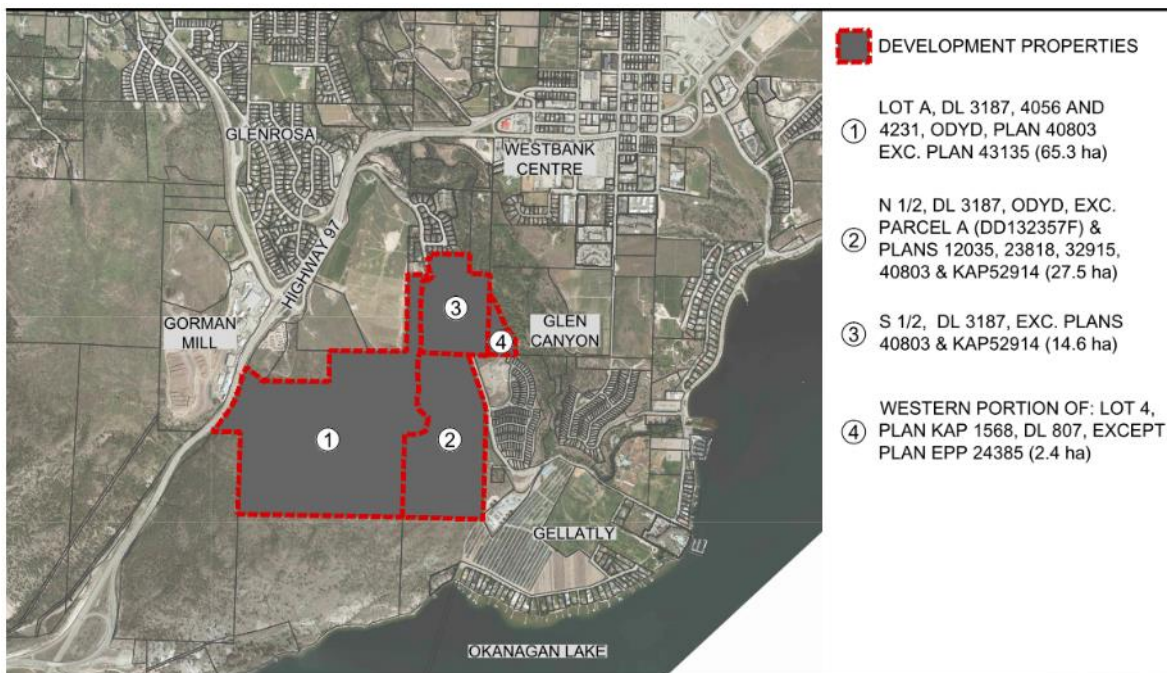 GLENROSA
WESTBANK
CENTRE
HIGHWAY 97
GORMAN
MILL
GLEN
CANYON
1
2
3
4
GELLATLY
OKANAGAN LAKE
DEVELOPMENT PROPERTIES
1
LOT A, DL 3187, 4056 AND
4231, ODYD, PLAN 40803
EXC. PLAN 43135 (65.3 ha)
2
N 1/2, DL 3187, ODYD, EXC.
PARCEL A (DD132357F) &
PLANS 12035, 23818, 32915,
40803 & KAP52914 (27.5 ha)
3
S 1/2, DL 3187, EXC. PLANS
40803 & KAP52914 (14.6 ha)
4
WESTERN PORTION OF: LOT 4,
PLAN KAP 1568, DL 807, EXCEPT
PLAN EPP 24385 (2.4 ha)